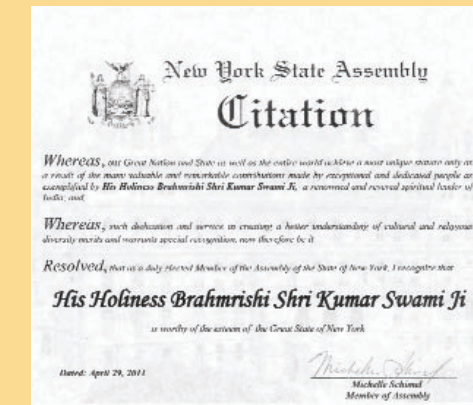 New York State Assembly
Citation
Whereas, our Great Nation and State as well as the entire world achieve a most unique stature only as
a result of the many valuable and remarkable contributions made by exceptional and dedicated people as
exemplified by His Holiness Brahmrishi Shri Kumar Swami Ji, a renowned and revered spiritual leader of
India; and,
Whereas, such dedication and service in creating a better understanding of cultural and religious
diversity merits and warrants special recognition, now therefore be it
Resolved, that as a duly elected Member of the Assembly of the State of New York, I recognize that
His Holiness Brahmrishi Shri Kumar Swami Ji
is worthy of the esteem of the Great State of New York
Dated: April 29, 2011
Michelle Schimel
Member of Assembly